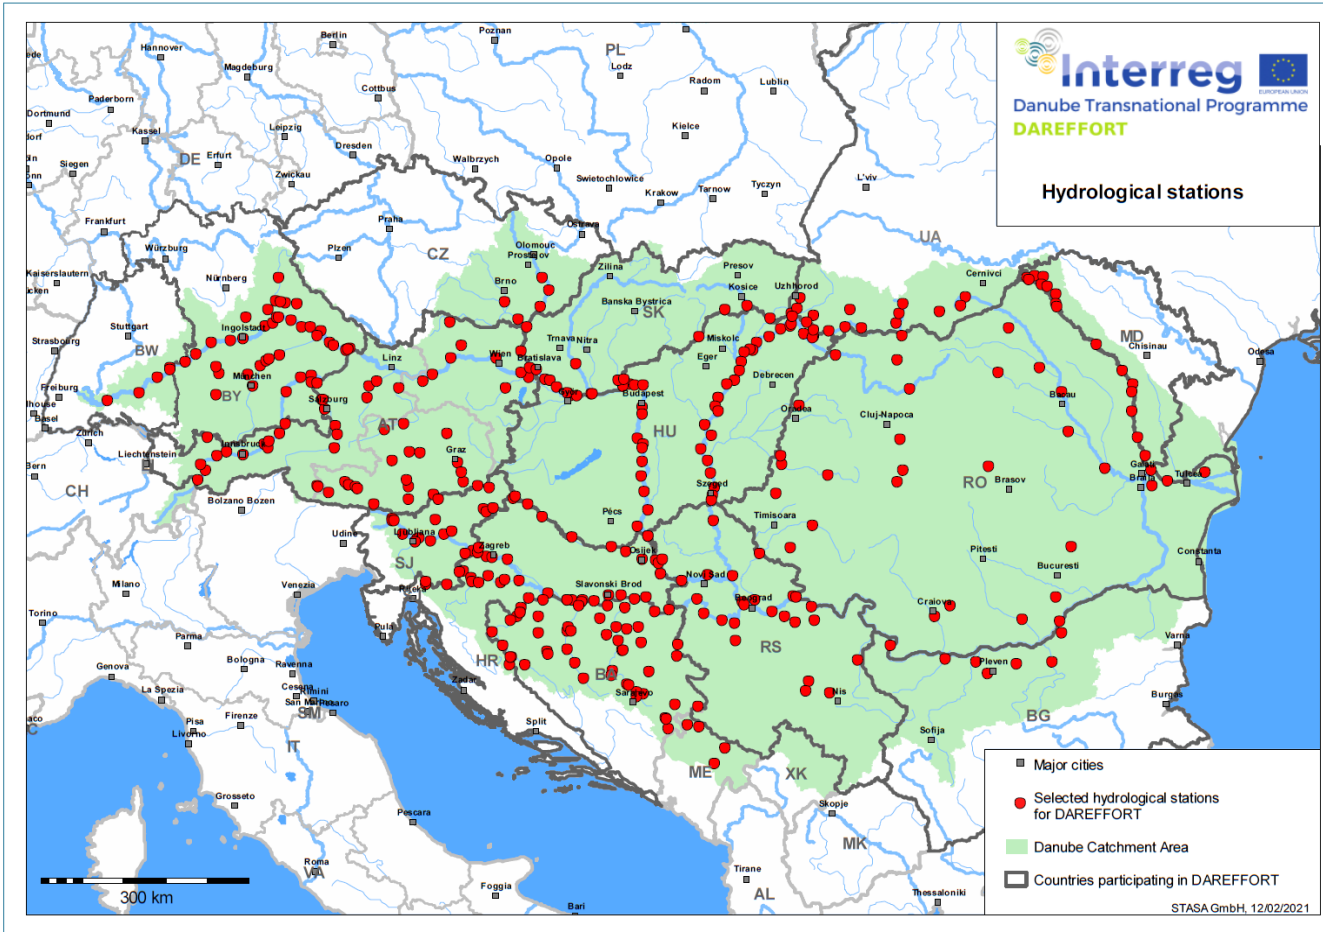 Interreg
EUROPEAN UNION
Danube Transnational Programme
DAREFFORT
Hydrological stations
Berlin
Poznan
PL
Hannover
Lodz
Magdeburg
Radom
Lublin
Cottbus
Paderborn
Dortmund
Kassel
Leipzig
Kielce
Siegen
DE
Erfurt
Dresden
Walbrzych
Opole
Zwickau
Swietochlowice
Krakow
Tarnow
Tyczyn
L'viv
Frankfurt
Praha
Ostrava
UA
Würzburg
Plzen
CZ
Olomouc
Prostejov
Kaiserslautern
Nürnberg
Zilina
Presov
Cernivci
Brno
Kosice
Uzhhorod
Banska Bystrica
SK
Stuttgart
Ingolstadt
Strasbourg
BW
Trnava
Nitra
Miskolc
MD
Chisinau
Odesa
Linz
Wien
Bratislava
Eger
München
Debrecen
Freiburg
BY
Győr
Budapest
Bacau
Basel
Salzburg
Oradea
Cluj-Napoca
Zürich
AT
HU
Innsbruck
Graz
Liechtenstein
Bern
Galati
Tulcea
CH
Szeged
RO
Brasov
Braila
Bolzano Bozen
Pécs
Timisoara
Udine
Ljubljana
Zagreb
Osijek
Pitesti
Constanta
SJ
Novi Sad
Bucuresti
Milano
Venezia
Rijeka
Slavonski Brod
Beograd
Craiova
Torino
Pula
Parma
RS
Varna
Genova
Bologna
Ravenna
HR
Pleven
La Spezia
Cesena
Rimini
Zadar
BA
Sarajevo
Nis
Burgas
Pisa
Firenze
San Marino
Pesaro
SM
BG
Livorno
Split
Sofija
IT
ME
XK
Grosseto
Skopje
Pescara
MK
Roma
VA
Tirane
AL
Foggia
Thessaloniki
Bari
300 km
Major cities
Selected hydrological stations
for DAREFFORT
Danube Catchment Area
Countries participating in DAREFFORT
STASA GmbH, 12/02/2021